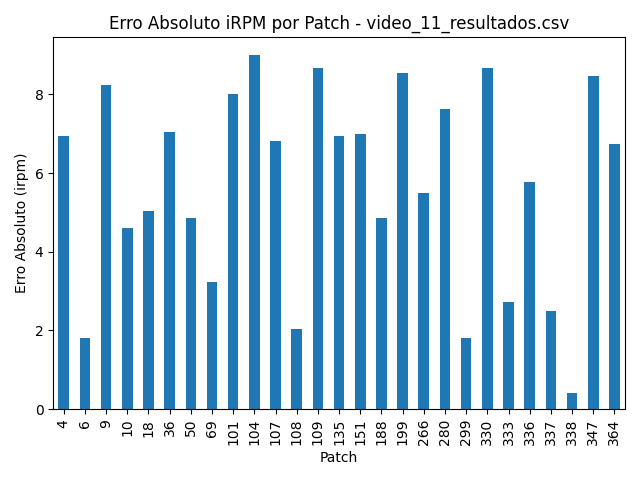 Erro Absoluto iRPM por Patch - video_11_resultados.csv
Erro Absoluto (irpm)
8
6
4
2
0
4 6 9 10 18 36 50 69 101 104 107 108 109 135 151 188 199 266 280 299 330 333 336 337 338 347 364
Patch